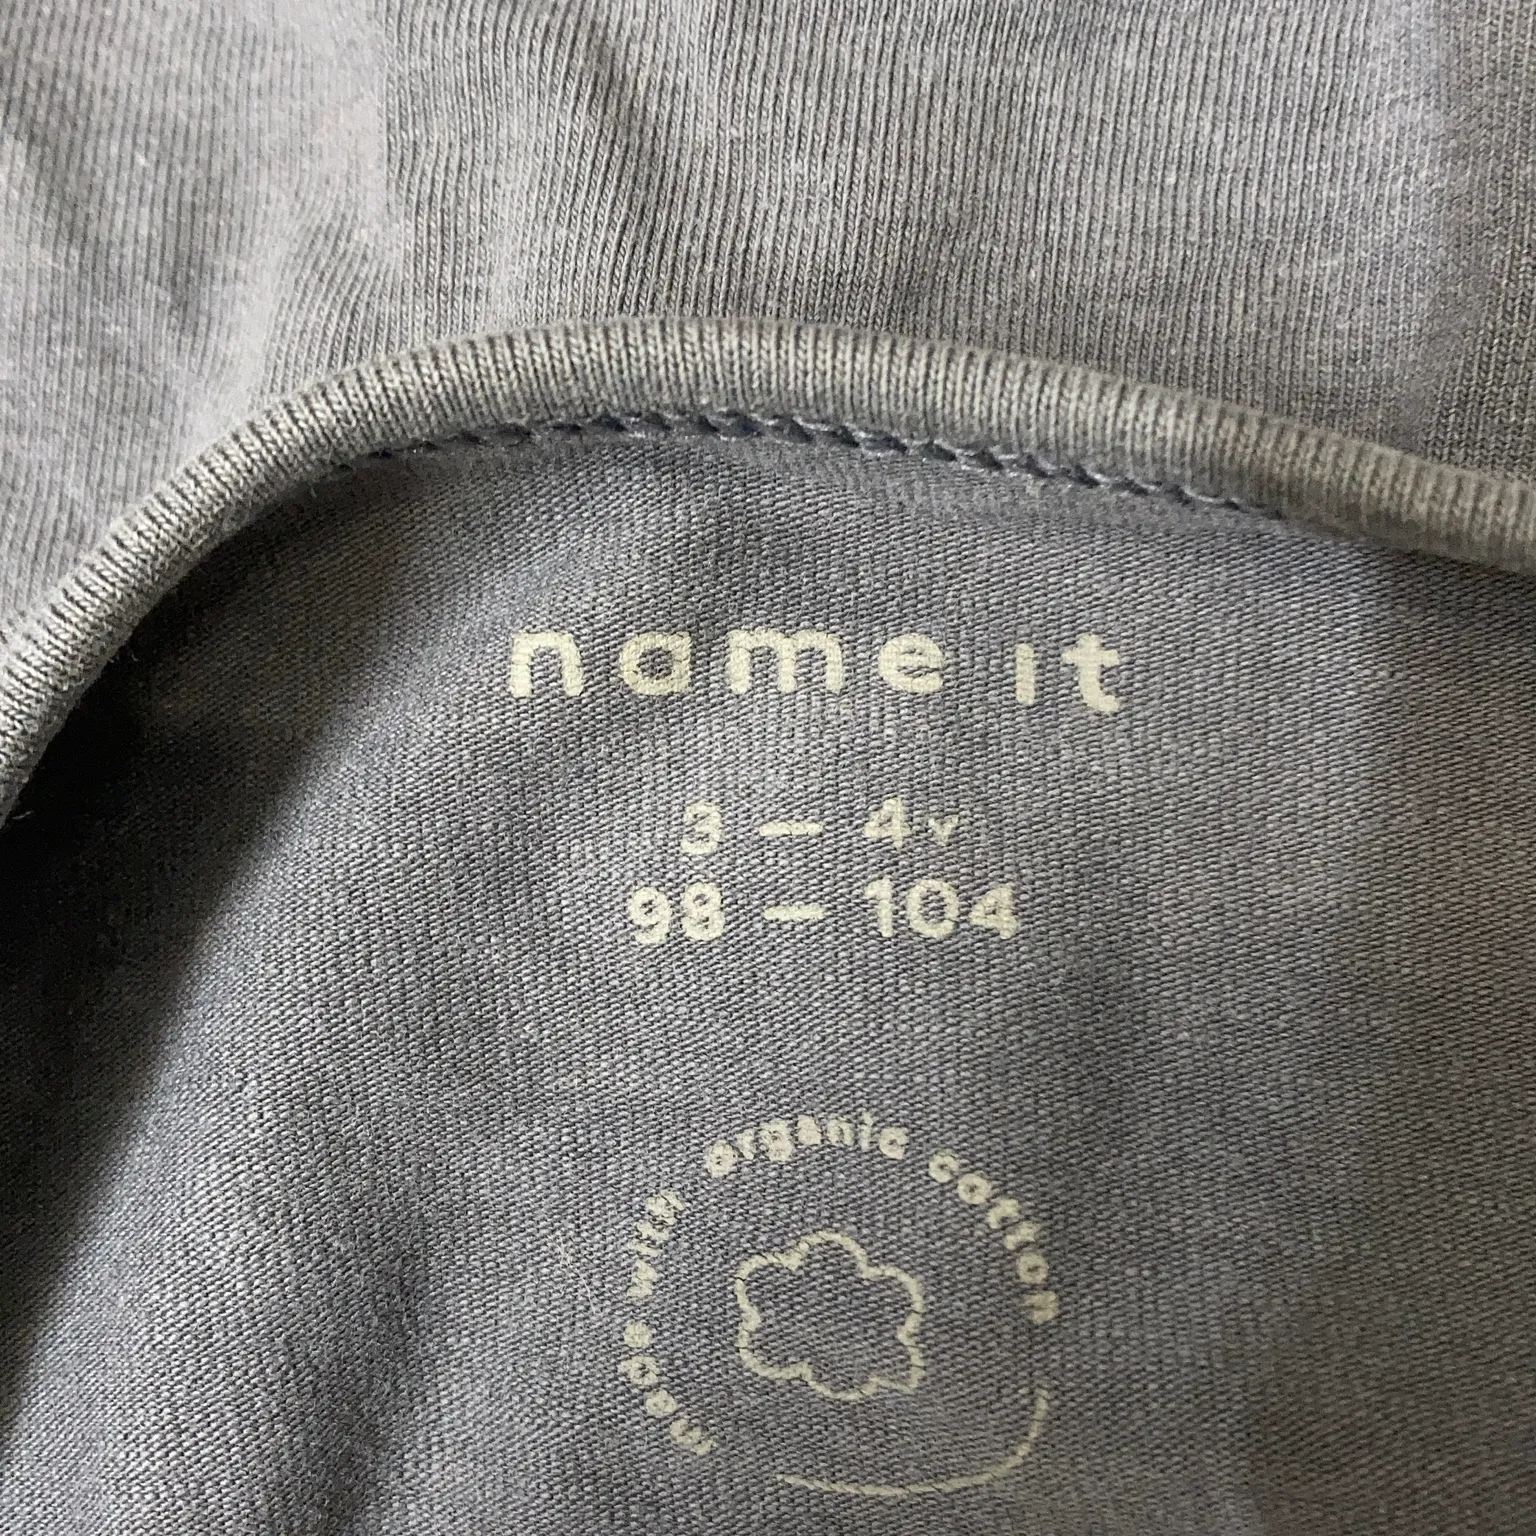 name it
3 – 4y
98 – 104
made with organic cotton